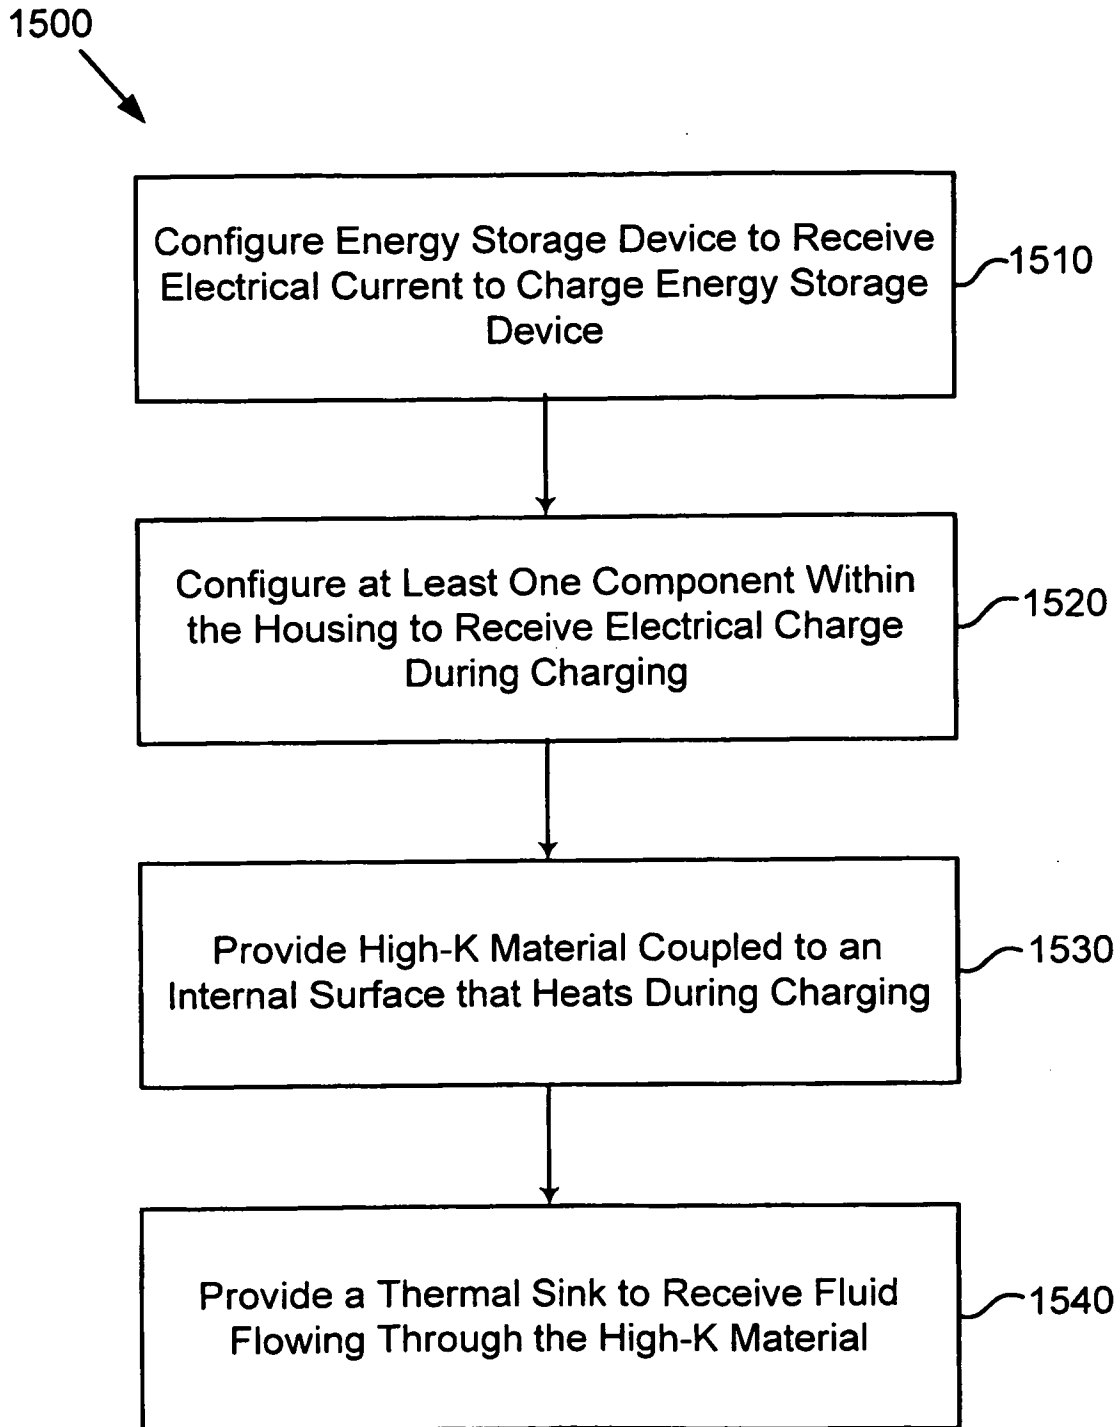 1500
Configure Energy Storage Device to Receive
Electrical Current to Charge Energy Storage
Device
1510
Configure at Least One Component Within
the Housing to Receive Electrical Charge
During Charging
1520
Provide High-K Material Coupled to an
Internal Surface that Heats During Charging
1530
Provide a Thermal Sink to Receive Fluid
Flowing Through the High-K Material
1540